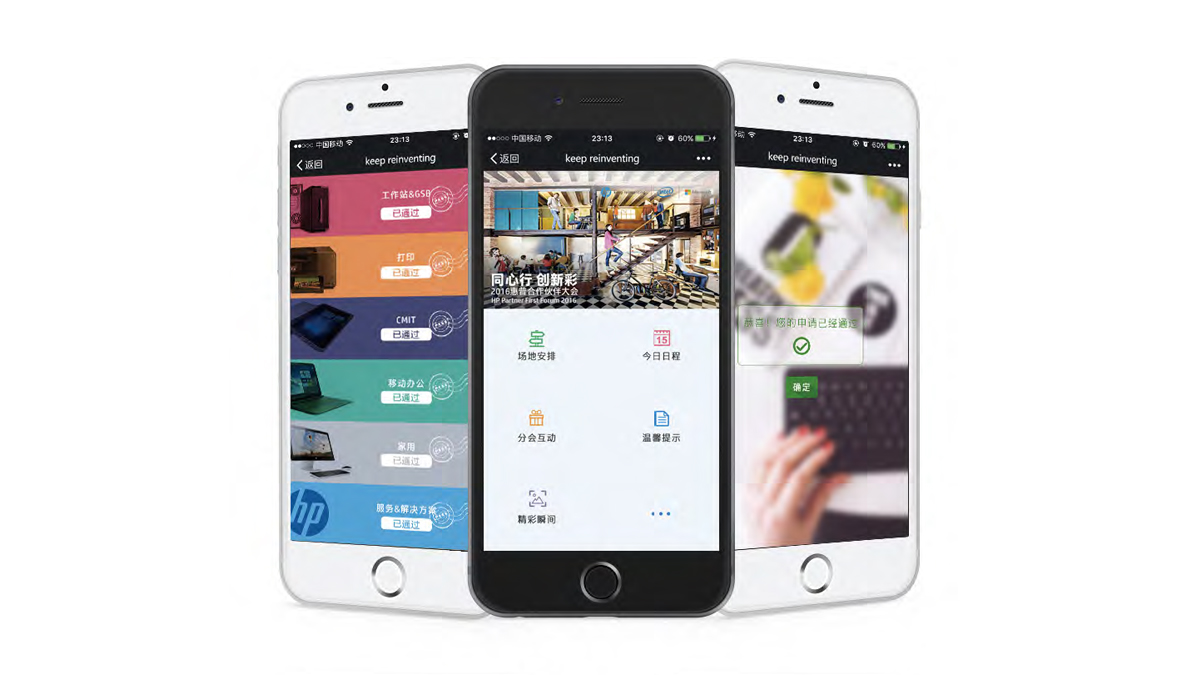 中国移动
23:13
返回
keep reinventing
工作站&GSB
已通过
打印
已通过
CMIT
已通过
移动办公
已通过
家用
已通过
hp
服务&解决方案
已通过
中国移动
23:13
60%
返回
keep reinventing
同心行 创新彩
2016惠普合作伙伴大会
HP Partner First Forum 2016
场地安排
15
今日日程
分会互动
温馨提示
精彩瞬间
23:13
60%
keep reinventing
恭喜！您的申请已经通过
确定